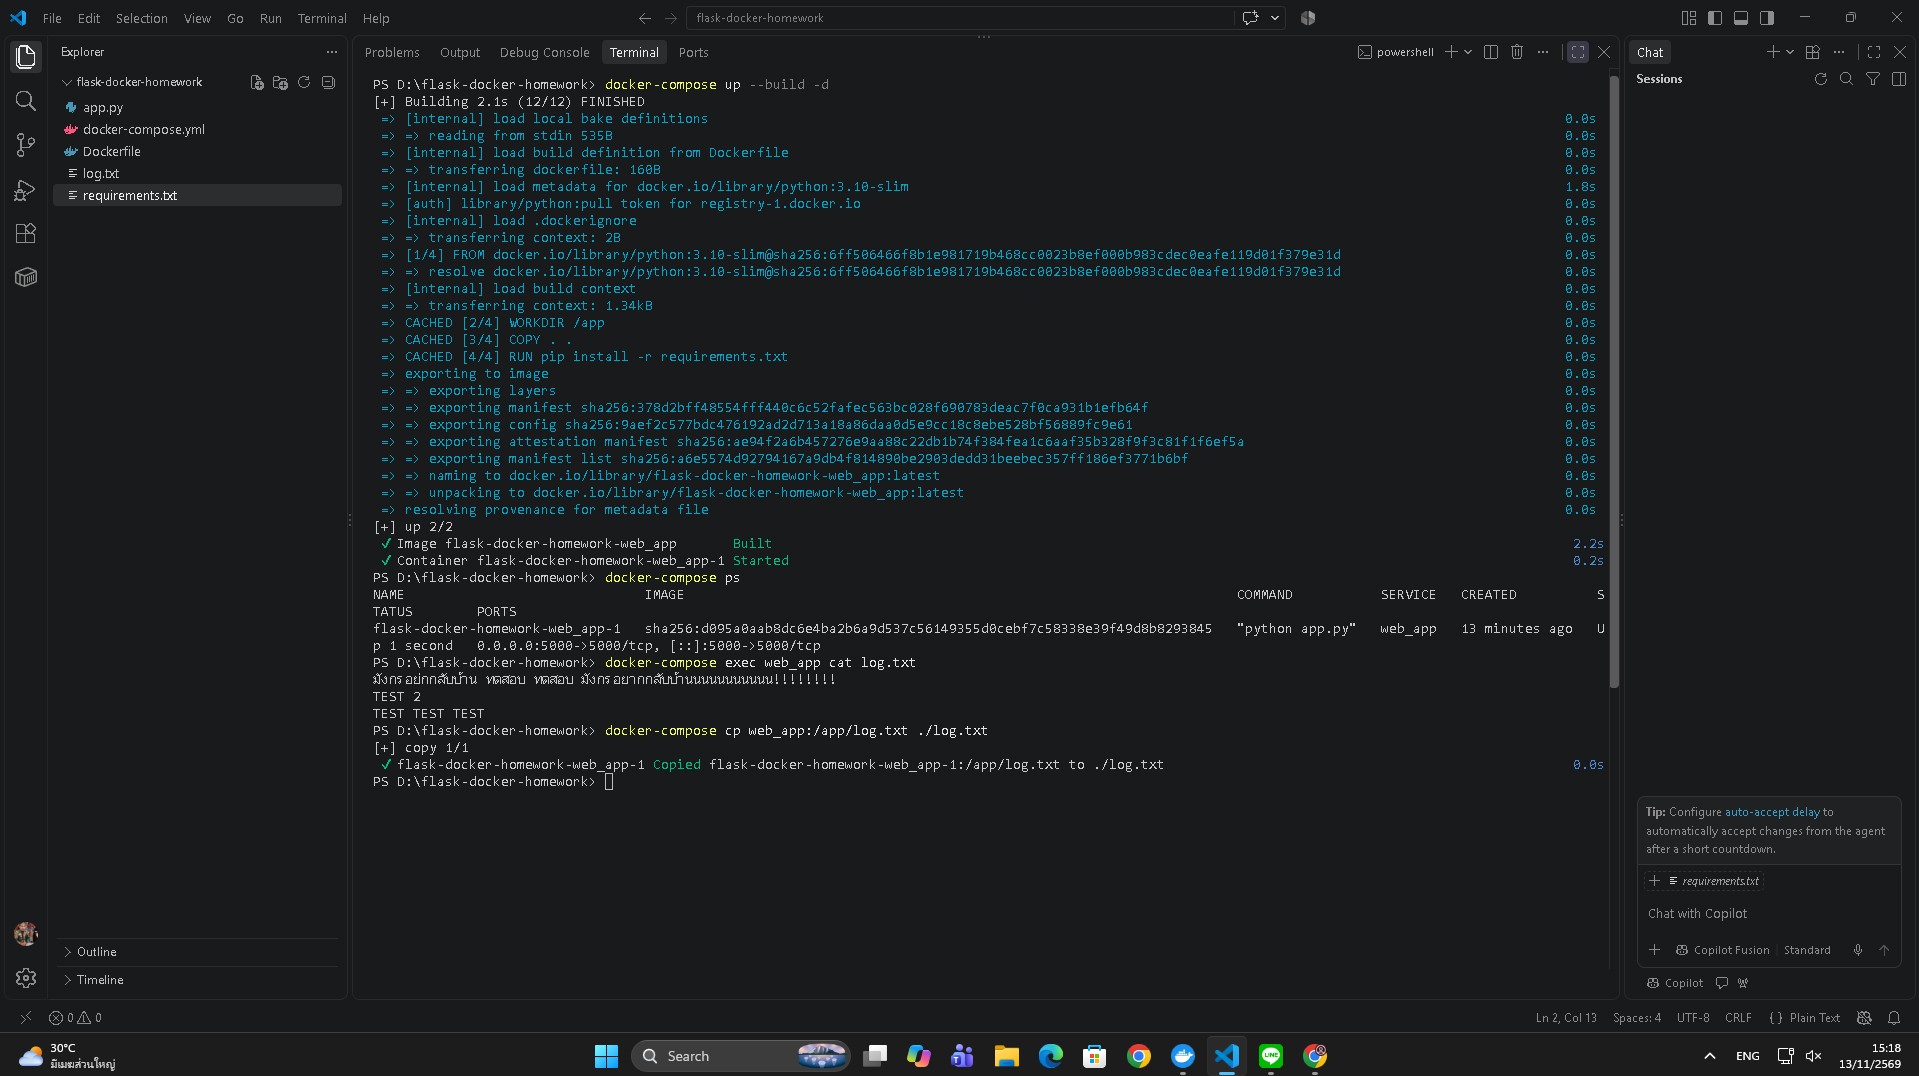 File Edit Selection View Go Run Terminal Help
flask-docker-homework
Explorer
flask-docker-homework
app.py
docker-compose.yml
Dockerfile
log.txt
requirements.txt
Outline
Timeline
Problems Output Debug Console Terminal Ports
powershell
PS D:\flask-docker-homework> docker-compose up --build -d
[+] Building 2.1s (12/12) FINISHED
=> [internal] load local bake definitions 0.0s
=> => reading from stdin 535B 0.0s
=> [internal] load build definition from Dockerfile 0.0s
=> => transferring dockerfile: 160B 0.0s
=> [internal] load metadata for docker.io/library/python:3.10-slim 1.8s
=> [auth] library/python:pull token for registry-1.docker.io 0.0s
=> [internal] load .dockerignore 0.0s
=> => transferring context: 2B 0.0s
=> [1/4] FROM docker.io/library/python:3.10-slim@sha256:6ff506466f8b1e981719b468cc0023b8ef000b983cdec0eafe119d01f379e31d 0.0s
=> => resolve docker.io/library/python:3.10-slim@sha256:6ff506466f8b1e981719b468cc0023b8ef000b983cdec0eafe119d01f379e31d 0.0s
=> [internal] load build context 0.0s
=> => transferring context: 1.34kB 0.0s
=> CACHED [2/4] WORKDIR /app 0.0s
=> CACHED [3/4] COPY . . 0.0s
=> CACHED [4/4] RUN pip install -r requirements.txt 0.0s
=> exporting to image 0.0s
=> => exporting layers 0.0s
=> => exporting manifest sha256:378d2bff48554fff440c6c52fafec563bc028f690783deac7f0ca931b1efb64f 0.0s
=> => exporting config sha256:9aef2c577bdc476192ad2d713a18a86daa0d5e9cc18c8ebe528bf56889fc9e61 0.0s
=> => exporting attestation manifest sha256:ae94f2a6b457276e9aa88c22db1b74f384fea1c6aaf35b328f9f3c81f1f6ef5a 0.0s
=> => exporting manifest list sha256:a6e5574d92794167a9db4f814890be2903dedd31beebec357ff186ef3771b6bf 0.0s
=> => naming to docker.io/library/flask-docker-homework-web_app:latest 0.0s
=> => unpacking to docker.io/library/flask-docker-homework-web_app:latest 0.0s
=> resolving provenance for metadata file 0.0s
[+] up 2/2
✓ Image flask-docker-homework-web_app Built 2.2s
✓ Container flask-docker-homework-web_app-1 Started 0.2s
PS D:\flask-docker-homework> docker-compose ps
NAME IMAGE COMMAND SERVICE CREATED S
TATUS PORTS
flask-docker-homework-web_app-1 sha256:d095a0aab8dc6e4ba2b6a9d537c56149355d0cebf7c58338e39f49d8b8293845 "python app.py" web_app 13 minutes ago U
p 1 second 0.0.0.0:5000->5000/tcp, [::]:5000->5000/tcp
PS D:\flask-docker-homework> docker-compose exec web_app cat log.txt
มังกร อย่กกลับบ้าน ทดสอบ ทดสอบ มังกร อยากกลับบ้านนนนนนนนนนน!!!!!!!!
TEST 2
TEST TEST TEST
PS D:\flask-docker-homework> docker-compose cp web_app:/app/log.txt ./log.txt
[+] copy 1/1
✓ flask-docker-homework-web_app-1 Copied flask-docker-homework-web_app-1:/app/log.txt to ./log.txt 0.0s
PS D:\flask-docker-homework>
Chat
Sessions
Tip: Configure auto-accept delay to
automatically accept changes from the agent
after a short countdown.
requirements.txt
Chat with Copilot
Copilot Fusion Standard
Copilot
0 0
Ln 2, Col 13 Spaces: 4 UTF-8 CRLF {} Plain Text
30°C
มีเมฆส่วนใหญ่
Search
LINE
ENG
15:18
13/11/2569